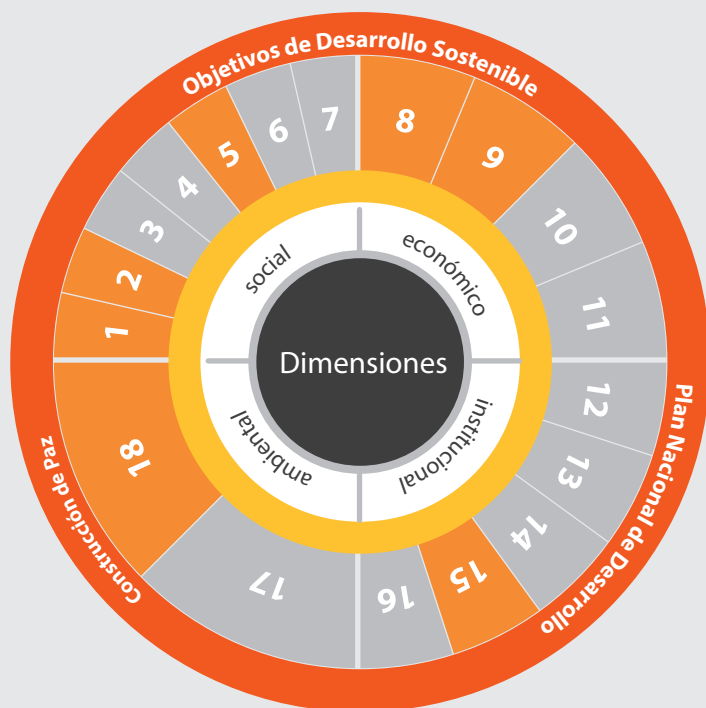 Objetivos de Desarrollo Sostenible
Plan Nacional de Desarrollo
Construcción de Paz
1
2
3
4
5
6
7
8
9
10
11
12
13
14
15
16
17
18
social
económico
institucional
ambiental
Dimensiones